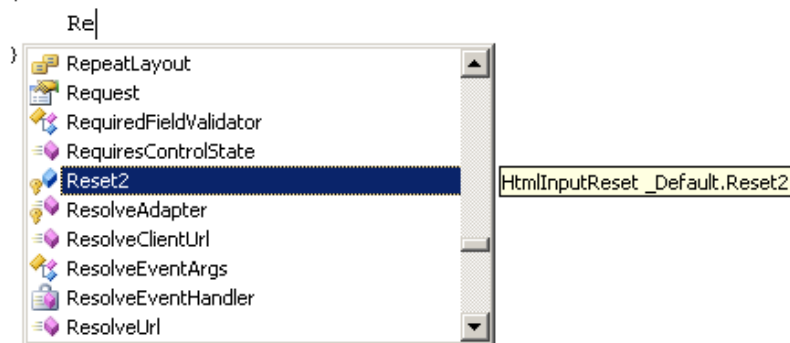 Re
}
RepeatLayout
Request
RequiredFieldValidator
RequiresControlState
Reset2
HtmlInputReset _Default.Reset2
ResolveAdapter
ResolveClientUrl
ResolveEventArgs
ResolveEventHandler
ResolveUrl